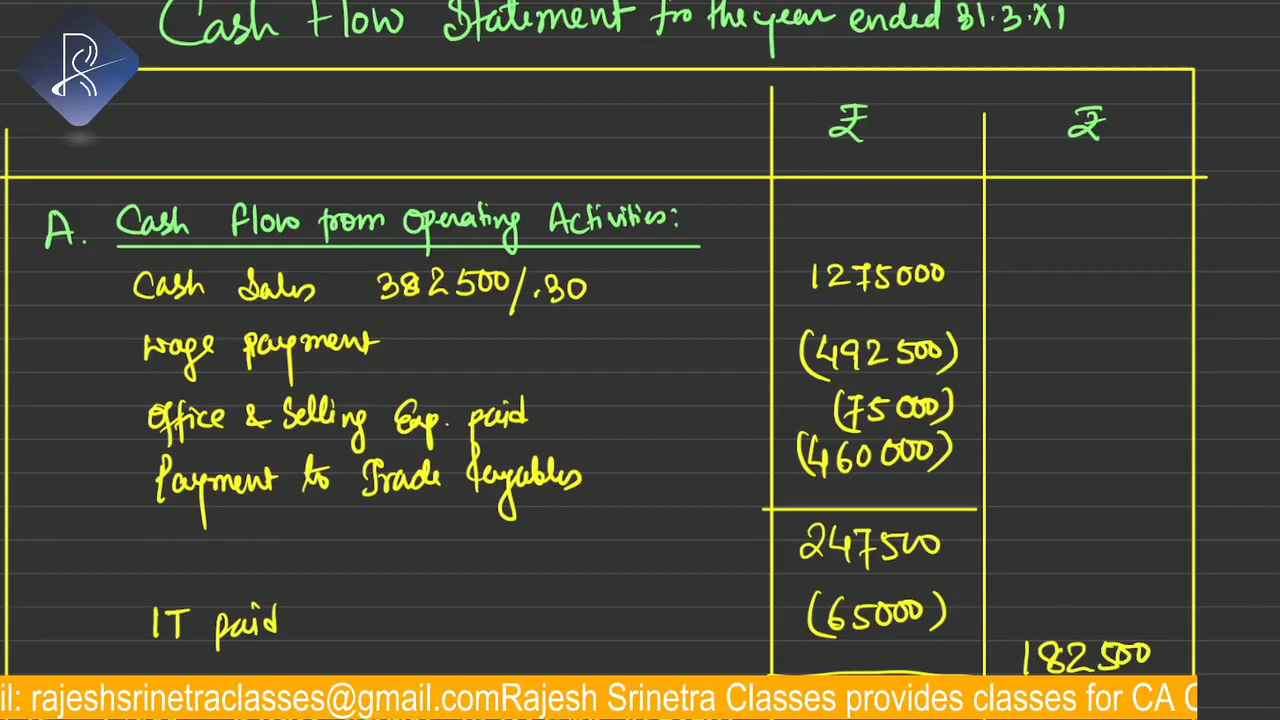 Cash Flow Statement for the year ended 31.3.X1
₹ ₹
A. Cash Flow from Operating Activities:
Cash Sales 382500/.30 1275000
Wage payment (492500)
Office & Selling Exp. paid (75000)
Payment to Trade Payables (460000)
247500
IT paid (65000)
182500
il: rajeshsrinetraclasses@gmail.comRajesh Srinetra Classes provides classes for CA C